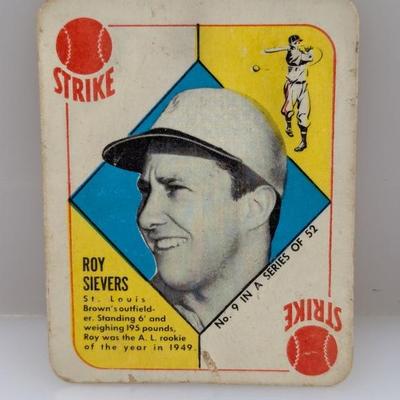 STRIKE
ROY
SIEVERS
St. Louis
Brown's outfield-
er. Standing 6' and
weighing 195 pounds,
Roy was the A. L. rookie
of the year in 1949.
No. 9 IN A SERIES OF 52
STRIKE